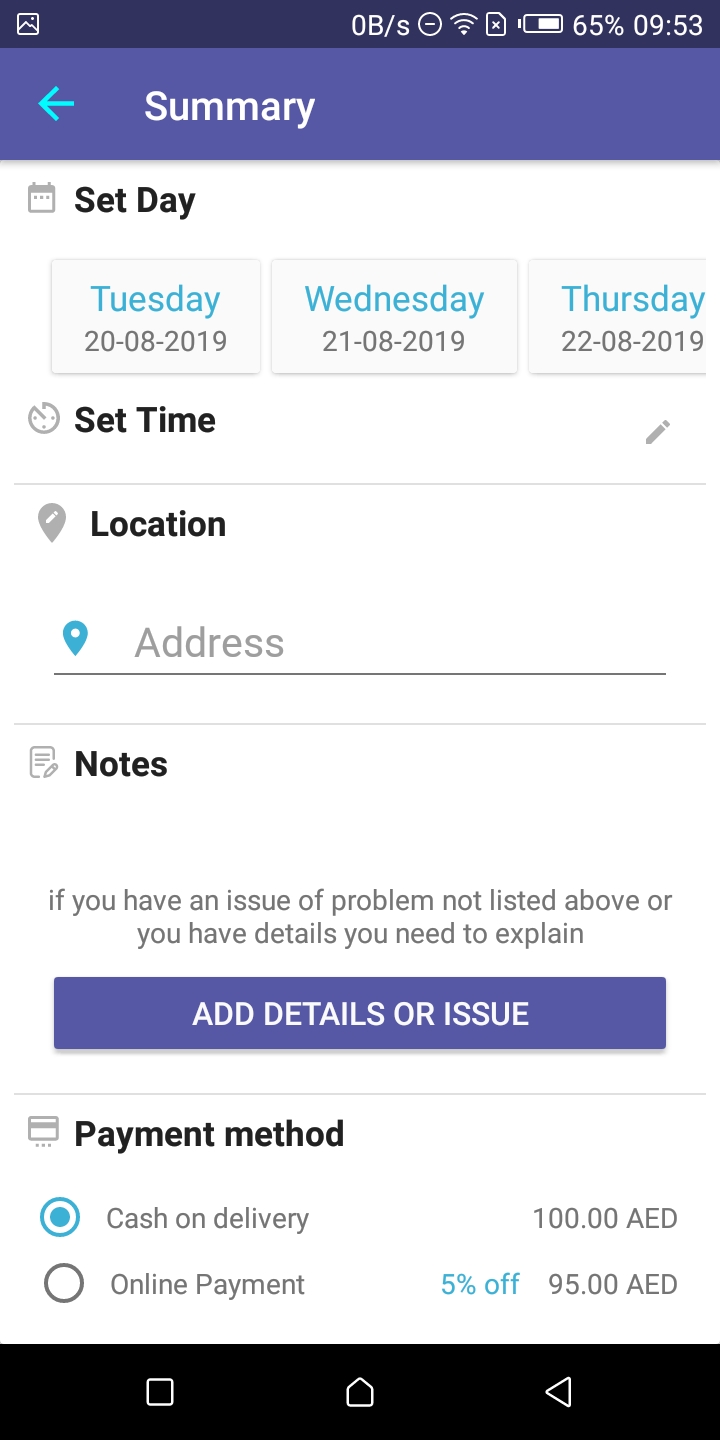 0B/s 65% 09:53
Summary
Set Day
Tuesday Wednesday Thursday
20-08-2019 21-08-2019 22-08-2019
Set Time
Location
Address
Notes
if you have an issue of problem not listed above or
you have details you need to explain
ADD DETAILS OR ISSUE
Payment method
Cash on delivery 100.00 AED
Online Payment 5% off 95.00 AED